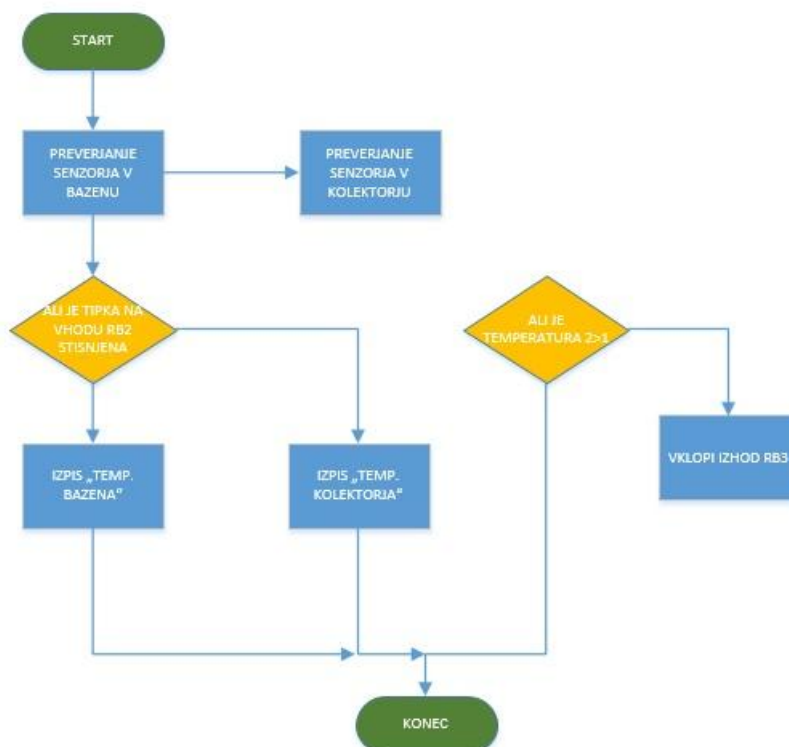 START
PREVERJANJE
SENZORJA V
BAZENU
PREVERJANJE
SENZORJA V
KOLEKTORJU
ALI JE TIPKA NA
VHODU RB2
STISNJENA
ALI JE
TEMPERATURA 2>1
VKLOPI IZHOD RB3
IZPIS „TEMP.
BAZENA“
IZPIS „TEMP.
KOLEKTORJA“
KONEC